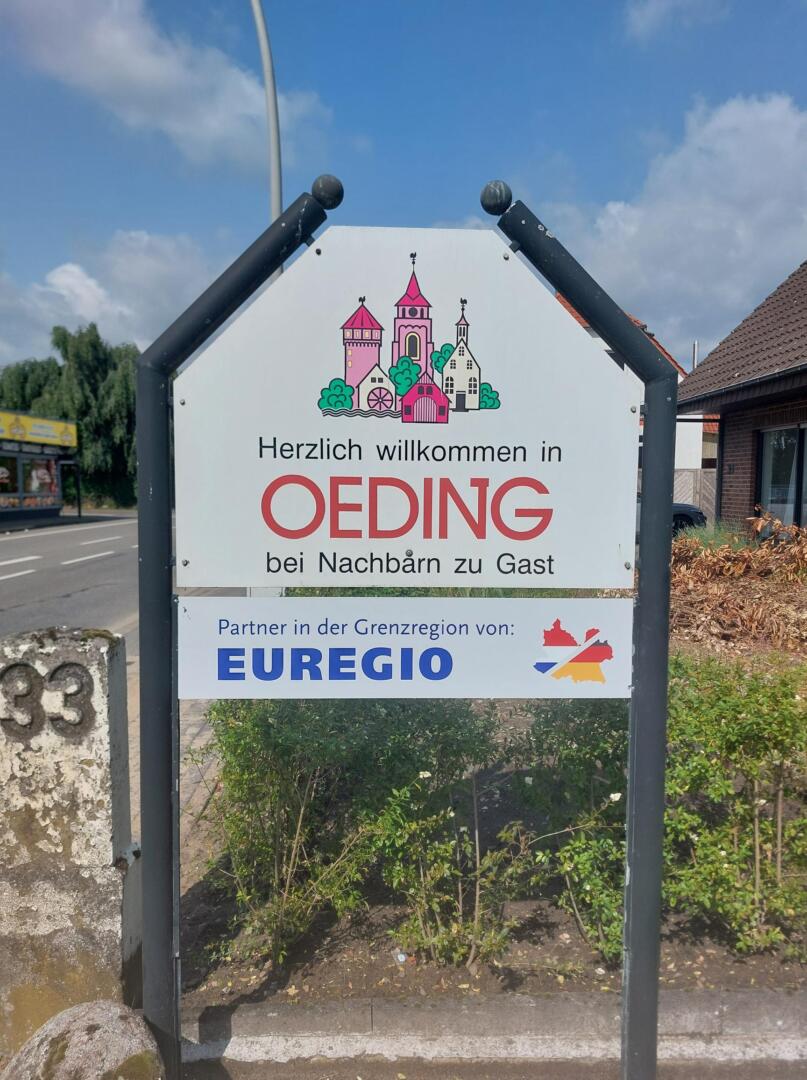 Herzlich willkommen in
OEDING
bei Nachbarn zu Gast
Partner in der Grenzregion von:
EUREGIO
33